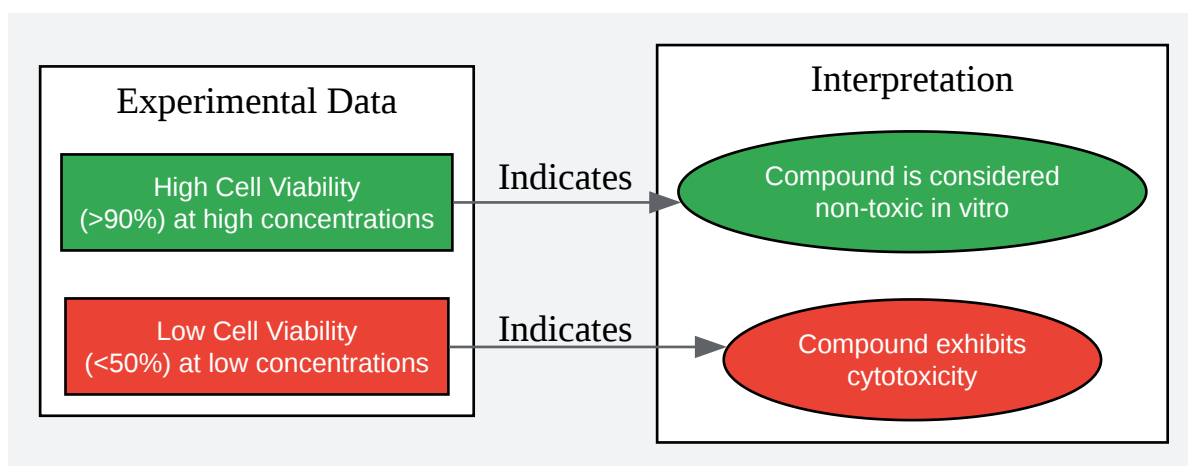 Experimental Data
High Cell Viability
(>90%) at high concentrations
Low Cell Viability
(<50%) at low concentrations
Indicates
Indicates
Interpretation
Compound is considered
non-toxic in vitro
Compound exhibits
cytotoxicity